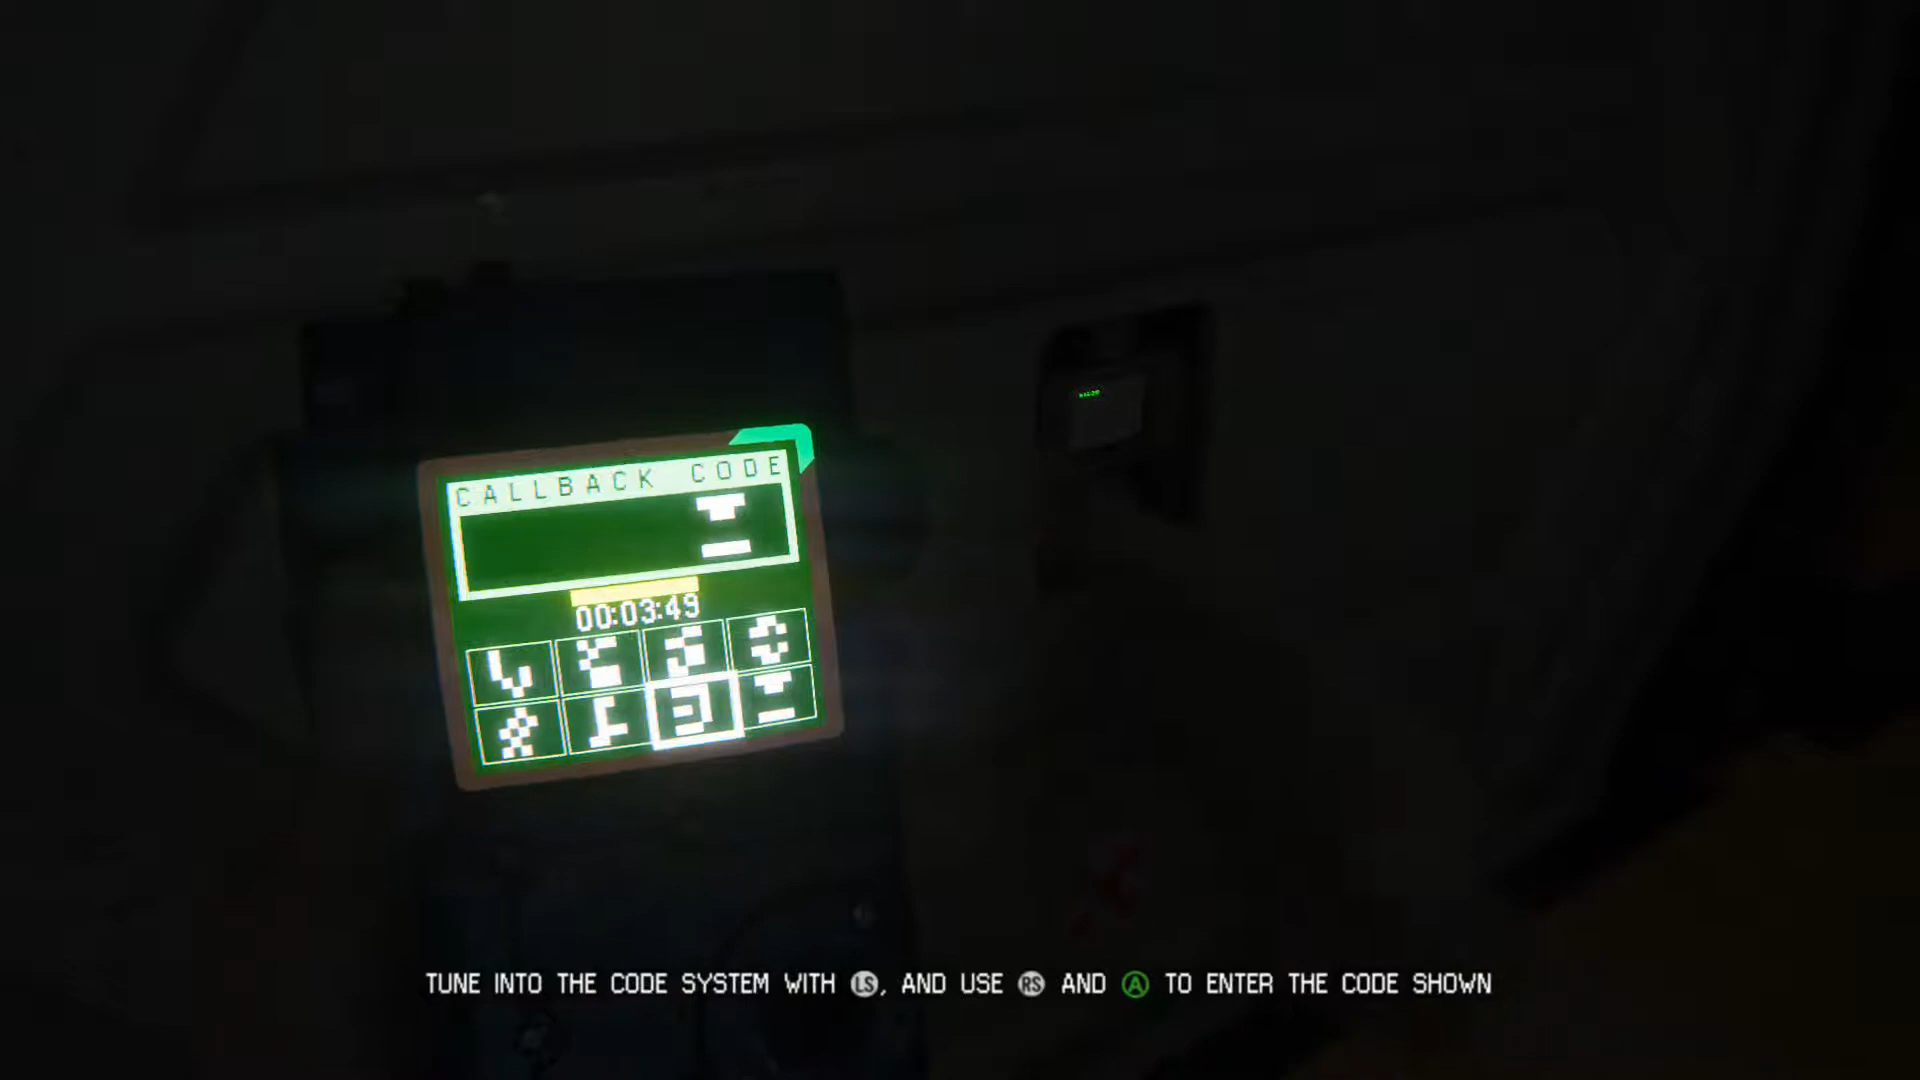 CALLBACK CODE
00:03:49
TUNE INTO THE CODE SYSTEM WITH LS, AND USE RS AND A TO ENTER THE CODE SHOWN